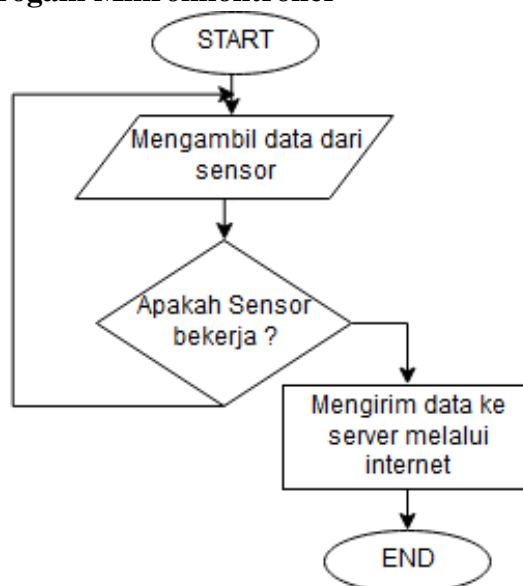 START
Mengambil data dari
sensor
Apakah Sensor
bekerja ?
Mengirim data ke
server melalui
internet
END